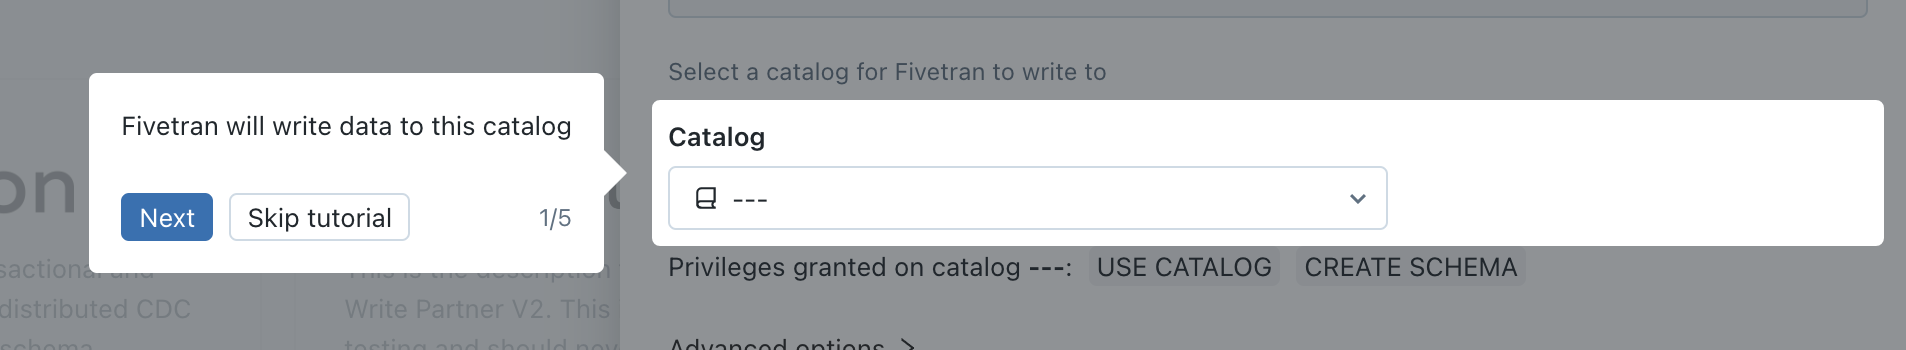 Select a catalog for Fivetran to write to
Fivetran will write data to this catalog
Next
Skip tutorial
1/5
Catalog
---
Privileges granted on catalog ---: USE CATALOG CREATE SCHEMA
Advanced options >
on
sactional and
distributed CDC
schema
This is the description
Write Partner V2. This
testing and should